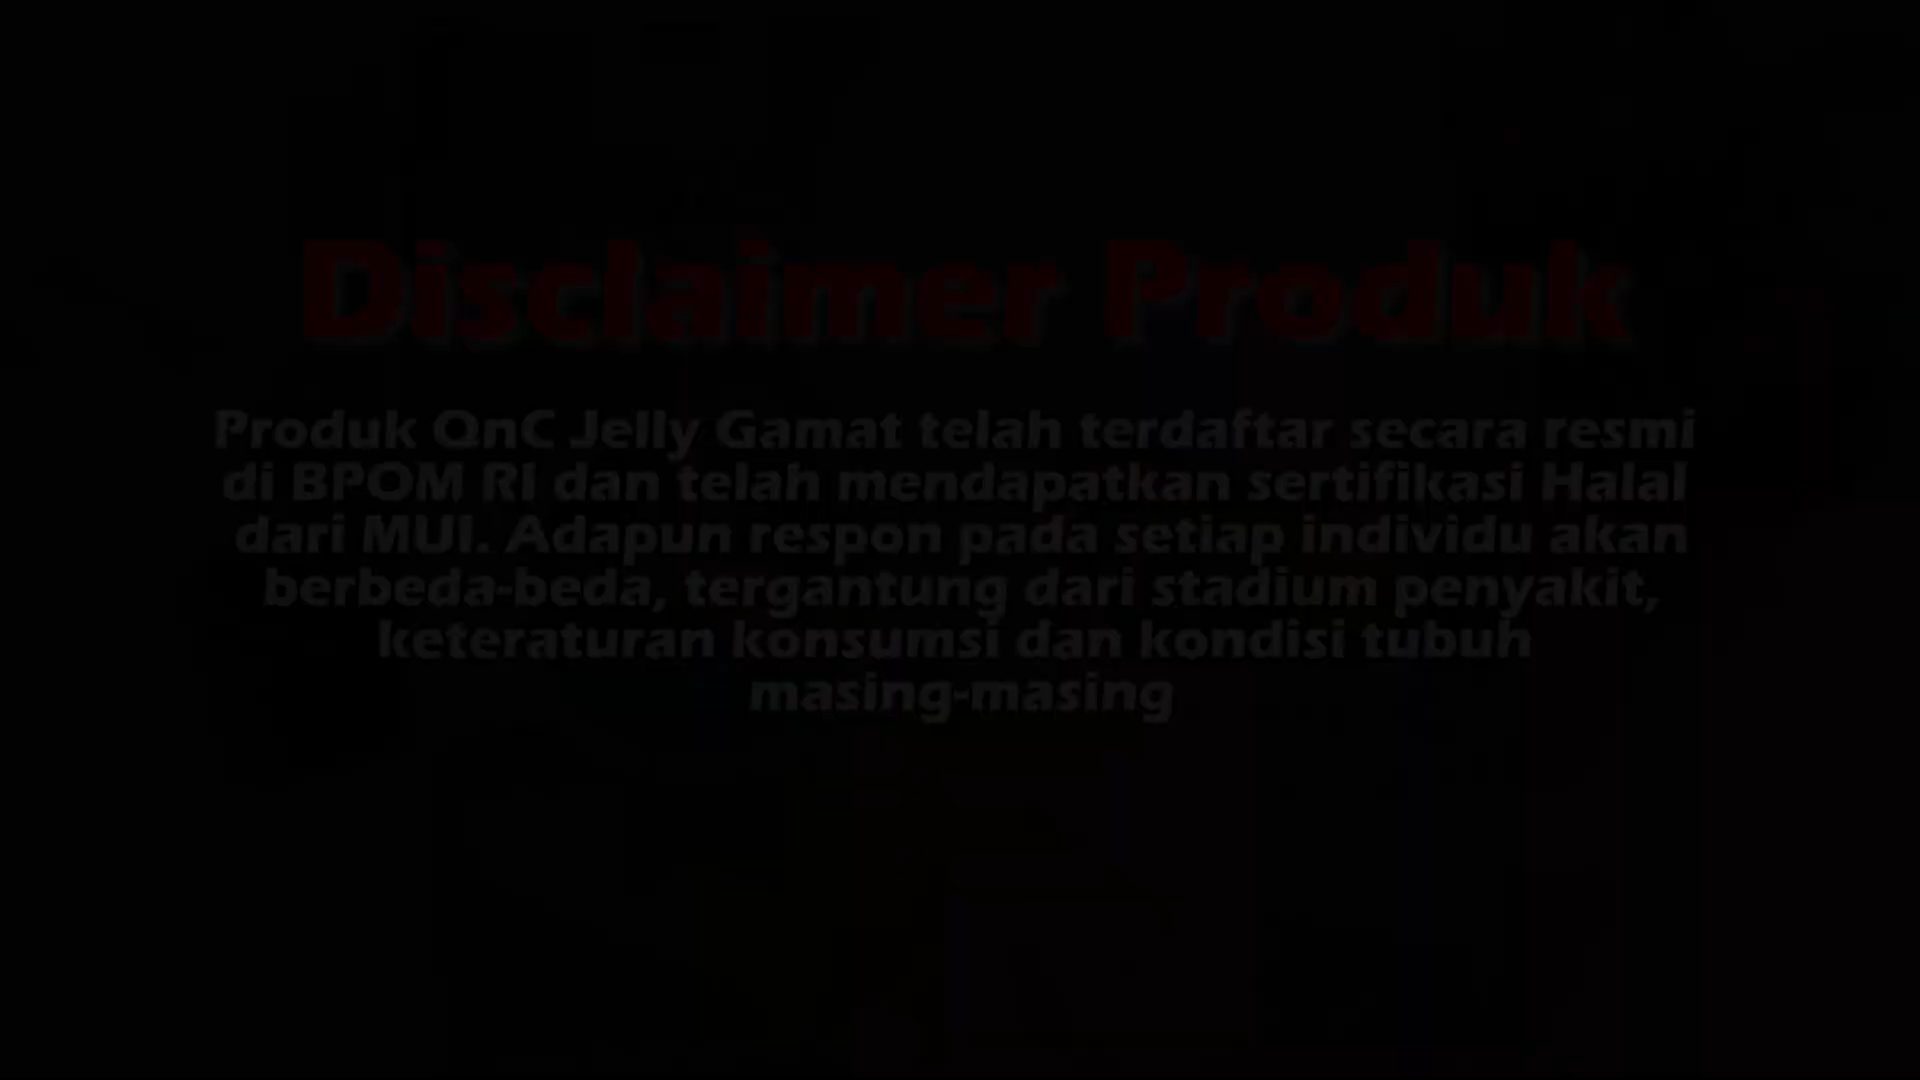 Disclaimer Produk
Produk QnC Jelly Gamat telah terdaftar secara resmi
di BPOM RI dan telah mendapatkan sertifikasi Halal
dari MUI. Adapun respon pada setiap individu akan
berbeda-beda, tergantung dari stadium penyakit,
keteraturan konsumsi dan kondisi tubuh
masing-masing